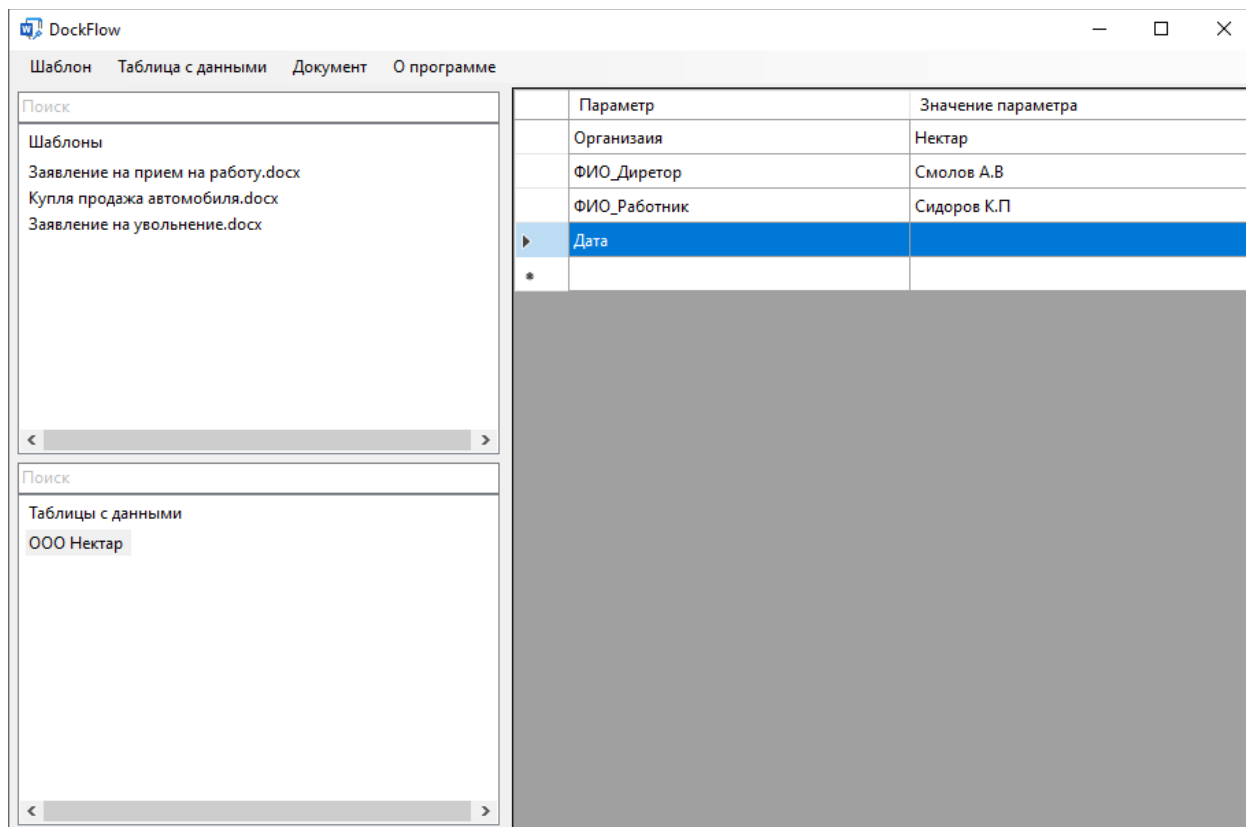 DockFlow
Шаблон Таблица с данными Документ О программе
Поиск
Шаблоны
Заявление на прием на работу.docx
Купля продажа автомобиля.docx
Заявление на увольнение.docx
Поиск
Таблицы с данными
ООО Нектар
Параметр Значение параметра
Организаия Нектар
ФИО_Диретор Смолов А.В
ФИО_Работник Сидоров К.П
Дата